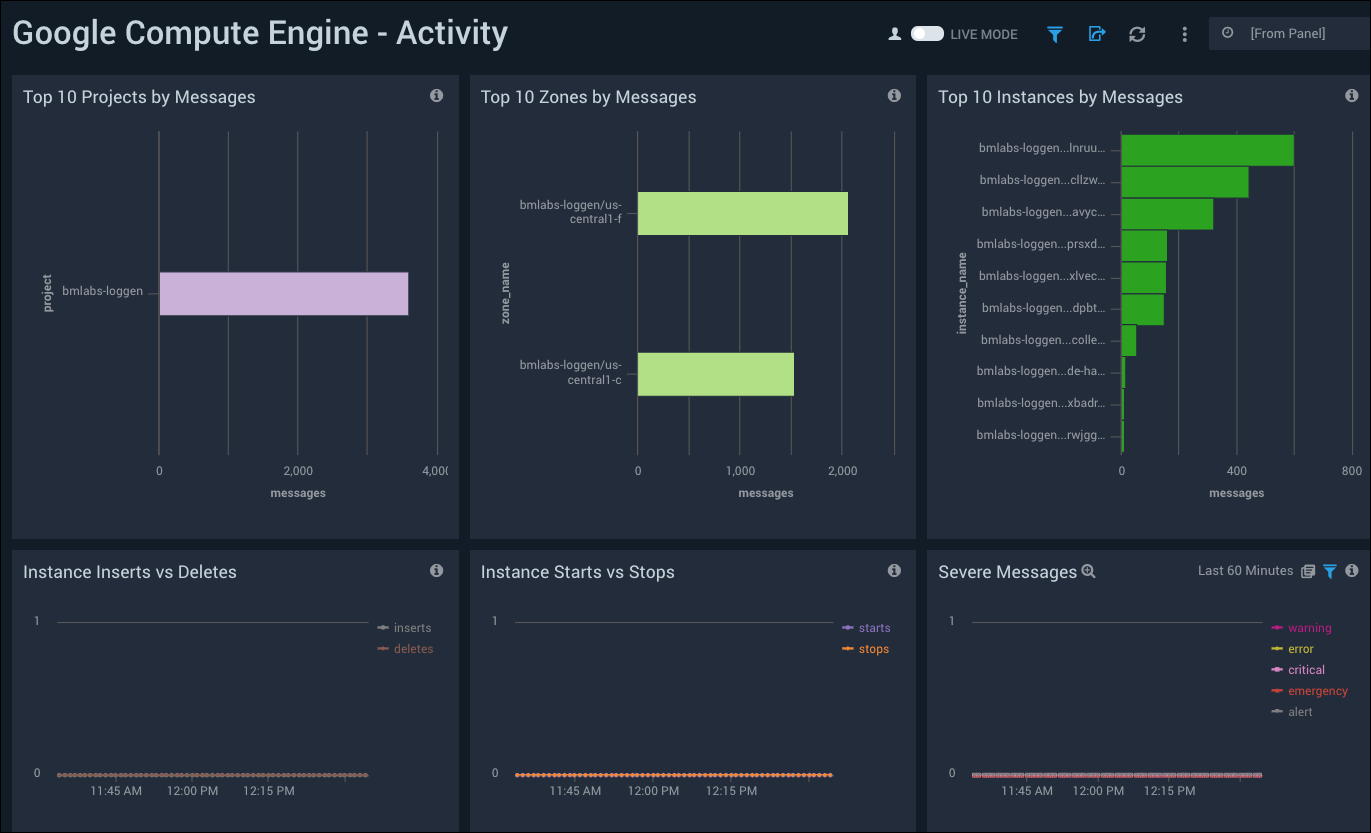 Google Compute Engine - Activity
LIVE MODE
[From Panel]
Top 10 Projects by Messages
project
bmlabs-loggen
0
2,000
4,000
messages
Top 10 Zones by Messages
zone_name
bmlabs-loggen/us-
central1-f
bmlabs-loggen/us-
central1-c
0
1,000
2,000
messages
Top 10 Instances by Messages
instance_name
bmlabs-loggen...lnruu...
bmlabs-loggen...cllzw...
bmlabs-loggen...avyc...
bmlabs-loggen...prsxd...
bmlabs-loggen...xlvec...
bmlabs-loggen...dpbt...
bmlabs-loggen...colle...
bmlabs-loggen...de-ha...
bmlabs-loggen...xbadr...
bmlabs-loggen...rwjgg...
0
400
800
messages
Instance Inserts vs Deletes
1
0
inserts
deletes
11:45 AM
12:00 PM
12:15 PM
Instance Starts vs Stops
1
0
starts
stops
11:45 AM
12:00 PM
12:15 PM
Severe Messages
Last 60 Minutes
1
0
warning
error
critical
emergency
alert
11:45 AM
12:00 PM
12:15 PM